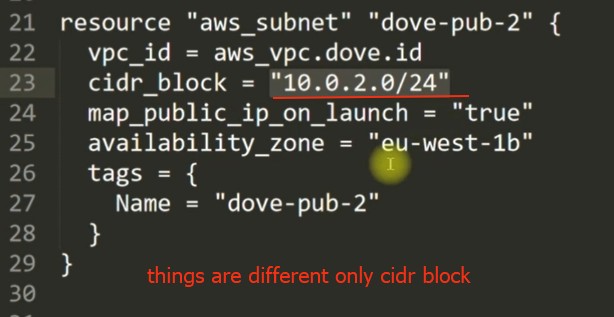 21 resource "aws_subnet" "dove-pub-2" {
22   vpc_id = aws_vpc.dove.id
23   cidr_block = "10.0.2.0/24"
24   map_public_ip_on_launch = "true"
25   availability_zone = "eu-west-1b"
26   tags = {
27     Name = "dove-pub-2"
28   }
29 }
things are different only cidr block
30